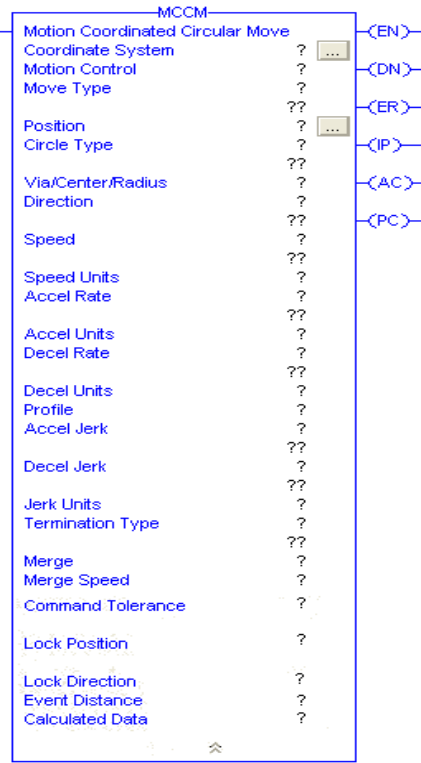 MCCM
Motion Coordinated Circular Move (EN)
Coordinate System ? ...
Motion Control ? (DN)
Move Type ?
?? (ER)
Position ? ...
Circle Type ? (IP)
??
Via/Center/Radius ? (AC)
Direction ?
?? (PC)
Speed ?
??
Speed Units ?
Accel Rate ?
??
Accel Units ?
Decel Rate ?
??
Decel Units ?
Profile ?
Accel Jerk ?
??
Decel Jerk ?
??
Jerk Units ?
Termination Type ?
??
Merge ?
Merge Speed ?
Command Tolerance ?
Lock Position ?
Lock Direction ?
Event Distance ?
Calculated Data ?